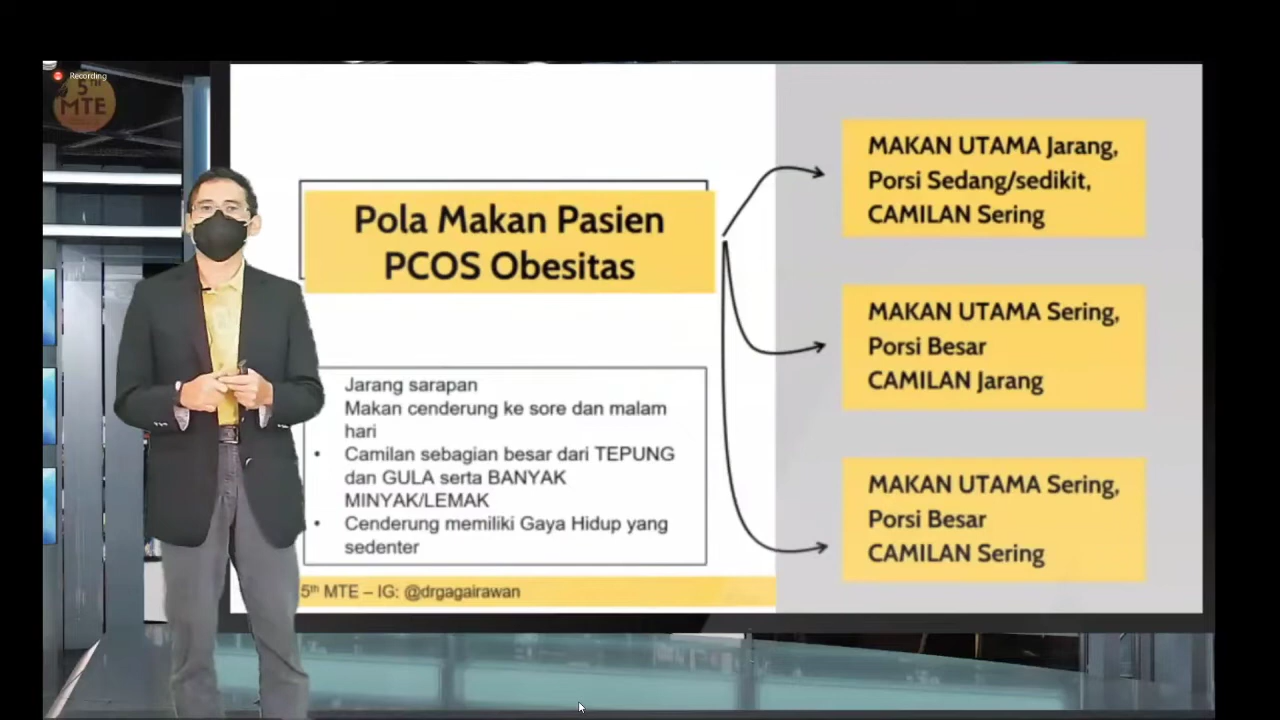 Recording
5TH
MTE
Pola Makan Pasien
PCOS Obesitas
Jarang sarapan
Makan cenderung ke sore dan malam
hari
• Camilan sebagian besar dari TEPUNG
dan GULA serta BANYAK
MINYAK/LEMAK
• Cenderung memiliki Gaya Hidup yang
sedenter
5th MTE – IG: @drgagairawan
MAKAN UTAMA Jarang,
Porsi Sedang/sedikit,
CAMILAN Sering
MAKAN UTAMA Sering,
Porsi Besar
CAMILAN Jarang
MAKAN UTAMA Sering,
Porsi Besar
CAMILAN Sering